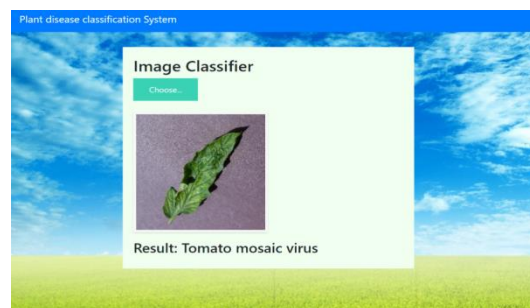 Plant disease classification System
Image Classifier
Choose...
Result: Tomato mosaic virus